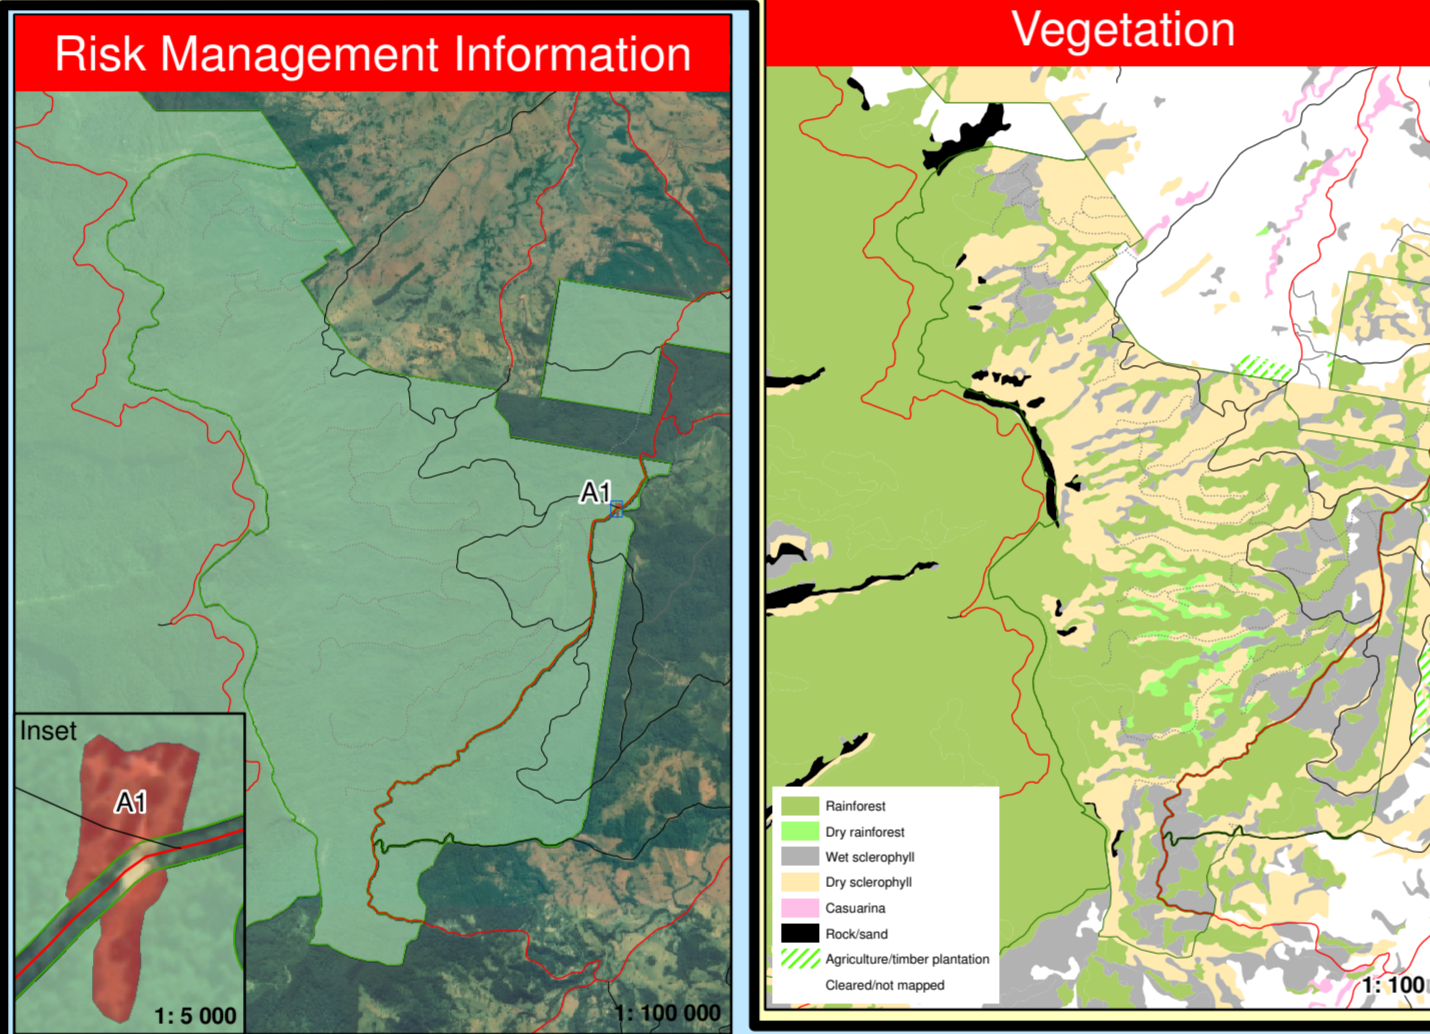 Risk Management Information
A1
Inset
A1
1: 5 000
1: 100 000
Vegetation
Rainforest
Dry rainforest
Wet sclerophyll
Dry sclerophyll
Casuarina
Rock/sand
Agriculture/timber plantation
Cleared/not mapped
1: 100